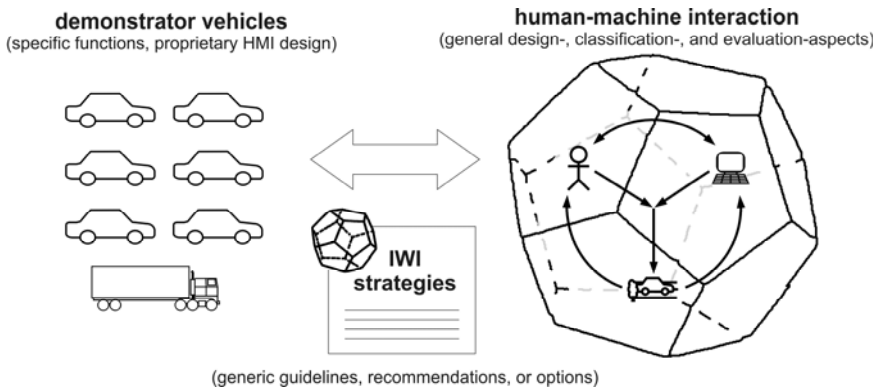 demonstrator vehicles
(specific functions, proprietary HMI design)
human-machine interaction
(general design-, classification-, and evaluation-aspects)
IWI
strategies
(generic guidelines, recommendations, or options)